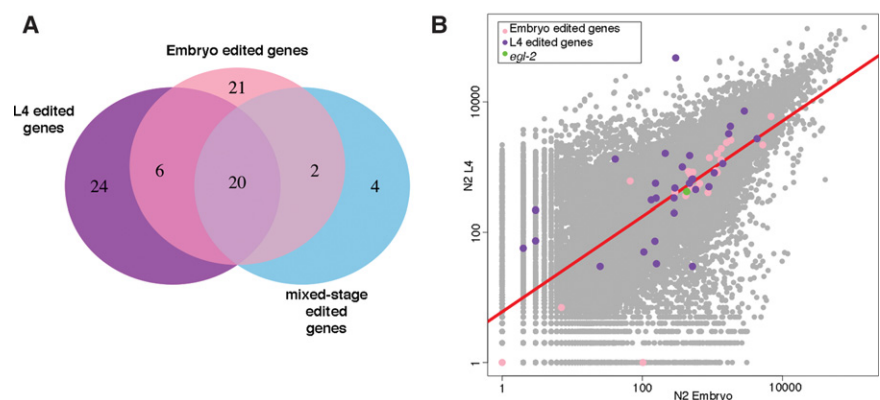 A
Embryo edited genes
L4 edited
genes
21
24
6
20
2
4
mixed-stage
edited
genes
B
Embryo edited genes
L4 edited genes
egl-2
N2 L4
10000
100
1
1
100
10000
N2 Embryo